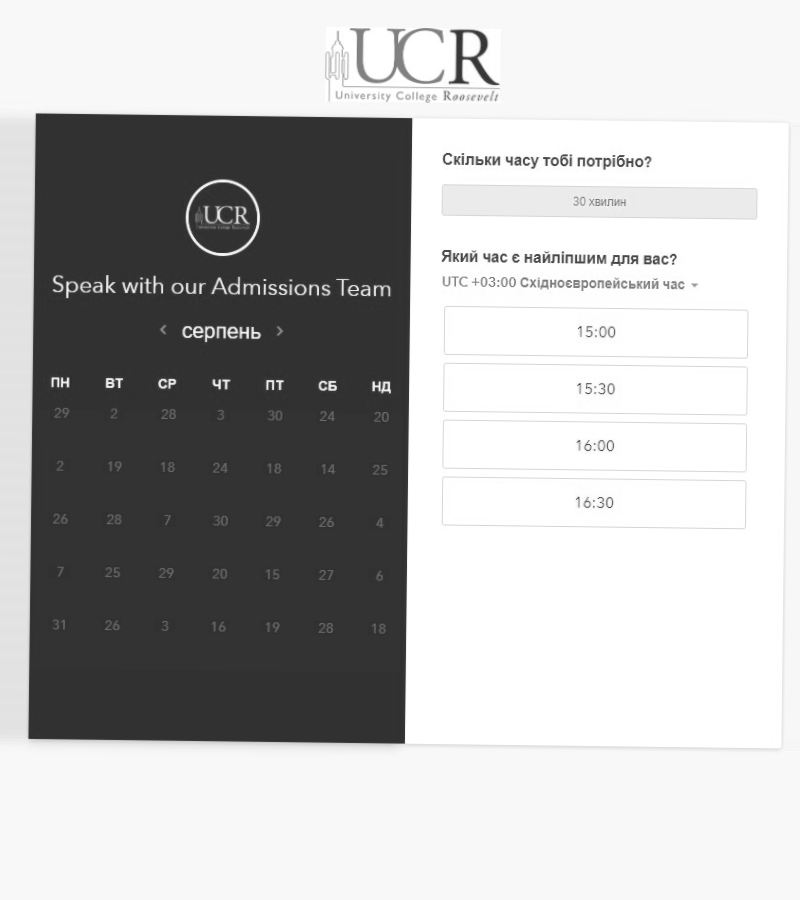 UCR
University College Roosevelt
UCR
University College Roosevelt
Speak with our Admissions Team
серпень
ПН ВТ СР ЧТ ПТ СБ НД
29 2 28 3 30 24 20
2 19 18 24 18 14 25
26 28 7 30 29 26 4
7 25 29 20 15 27 6
31 26 3 16 19 28 18
Скільки часу тобі потрібно?
30 хвилин
Який час є найліпшим для вас?
UTC +03:00 Східноєвропейський час
15:00
15:30
16:00
16:30